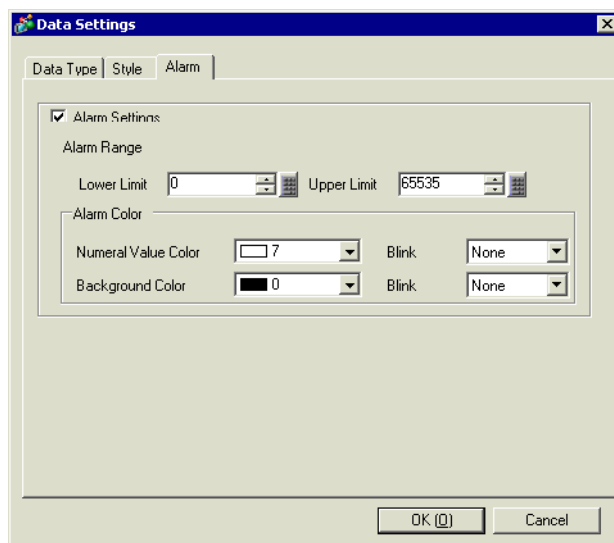 Data Settings
Data Type Style Alarm
Alarm Settings
Alarm Range
Lower Limit 0 Upper Limit 65535
Alarm Color
Numeral Value Color 7 Blink None
Background Color 0 Blink None
OK (O) Cancel